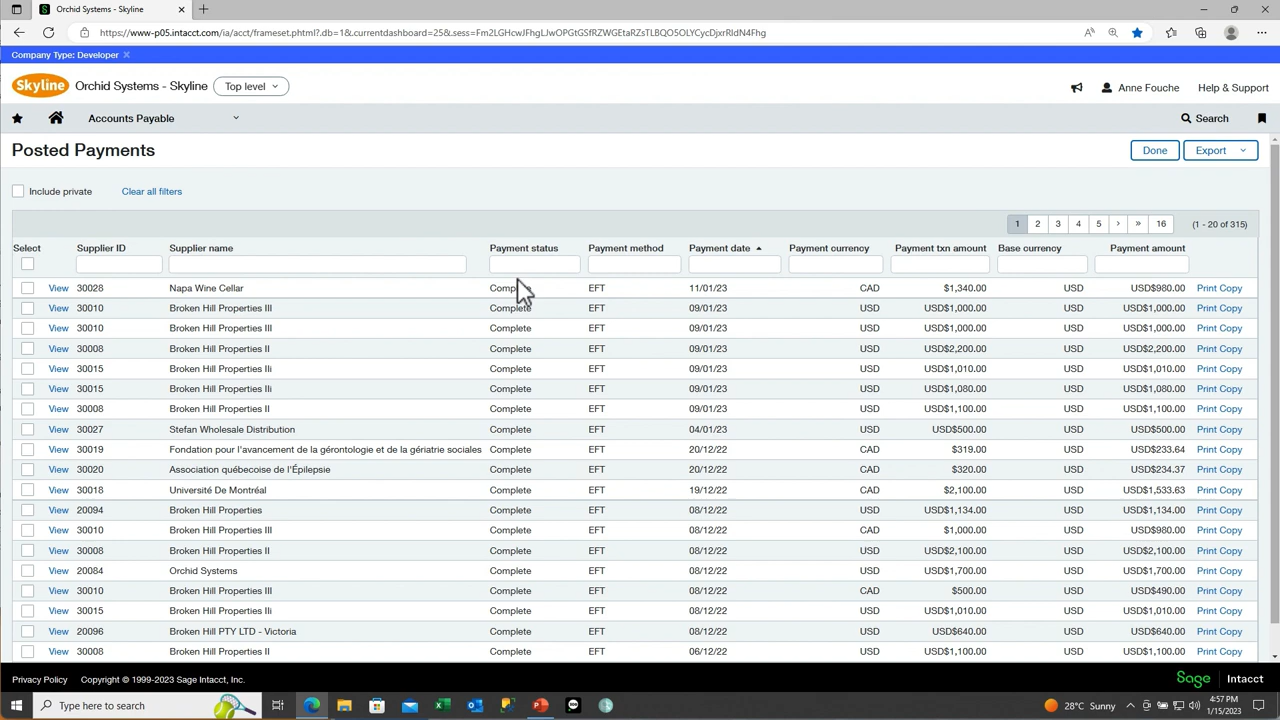 Orchid Systems - Skyline
https://www-p05.intacct.com/ia/acct/frameset.phtml?.db=1&currentdashboard=25&.sess=Fm2LGHcwJFhgLJwOPGtGSfRZWGEtaRZsTLBQO5OLYCycDjxrRldN4Fhg
Company Type: Developer
Skyline Orchid Systems - Skyline Top level Anne Fouche Help & Support
Accounts Payable Search
Posted Payments Done Export
Include private Clear all filters
1 2 3 4 5 › » 16 (1 - 20 of 315)
Select Supplier ID Supplier name Payment status Payment method Payment date Payment currency Payment txn amount Base currency Payment amount
View 30028 Napa Wine Cellar Complete EFT 11/01/23 CAD $1,340.00 USD USD$980.00 Print Copy
View 30010 Broken Hill Properties III Complete EFT 09/01/23 USD USD$1,000.00 USD USD$1,000.00 Print Copy
View 30010 Broken Hill Properties III Complete EFT 09/01/23 USD USD$1,000.00 USD USD$1,000.00 Print Copy
View 30008 Broken Hill Properties II Complete EFT 09/01/23 USD USD$2,200.00 USD USD$2,200.00 Print Copy
View 30015 Broken Hill Properties IIi Complete EFT 09/01/23 USD USD$1,010.00 USD USD$1,010.00 Print Copy
View 30015 Broken Hill Properties IIi Complete EFT 09/01/23 USD USD$1,080.00 USD USD$1,080.00 Print Copy
View 30008 Broken Hill Properties II Complete EFT 09/01/23 USD USD$1,100.00 USD USD$1,100.00 Print Copy
View 30027 Stefan Wholesale Distribution Complete EFT 04/01/23 USD USD$500.00 USD USD$500.00 Print Copy
View 30019 Fondation pour l'avancement de la gérontologie et de la gériatrie sociales Complete EFT 20/12/22 CAD $319.00 USD USD$233.64 Print Copy
View 30020 Association québecoise de l'Épilepsie Complete EFT 20/12/22 CAD $320.00 USD USD$234.37 Print Copy
View 30018 Université De Montréal Complete EFT 19/12/22 CAD $2,100.00 USD USD$1,533.63 Print Copy
View 20094 Broken Hill Properties Complete EFT 08/12/22 USD USD$1,134.00 USD USD$1,134.00 Print Copy
View 30010 Broken Hill Properties III Complete EFT 08/12/22 CAD $1,000.00 USD USD$980.00 Print Copy
View 30008 Broken Hill Properties II Complete EFT 08/12/22 USD USD$2,100.00 USD USD$2,100.00 Print Copy
View 20084 Orchid Systems Complete EFT 08/12/22 USD USD$1,700.00 USD USD$1,700.00 Print Copy
View 30010 Broken Hill Properties III Complete EFT 08/12/22 CAD $500.00 USD USD$490.00 Print Copy
View 30015 Broken Hill Properties IIi Complete EFT 08/12/22 USD USD$1,010.00 USD USD$1,010.00 Print Copy
View 20096 Broken Hill PTY LTD - Victoria Complete EFT 08/12/22 USD USD$640.00 USD USD$640.00 Print Copy
View 30008 Broken Hill Properties II Complete EFT 06/12/22 USD USD$1,100.00 USD USD$1,100.00 Print Copy
Privacy Policy Copyright © 1999-2023 Sage Intacct, Inc. Sage Intacct
Type here to search 28°C Sunny 4:57 PM
1/15/2023